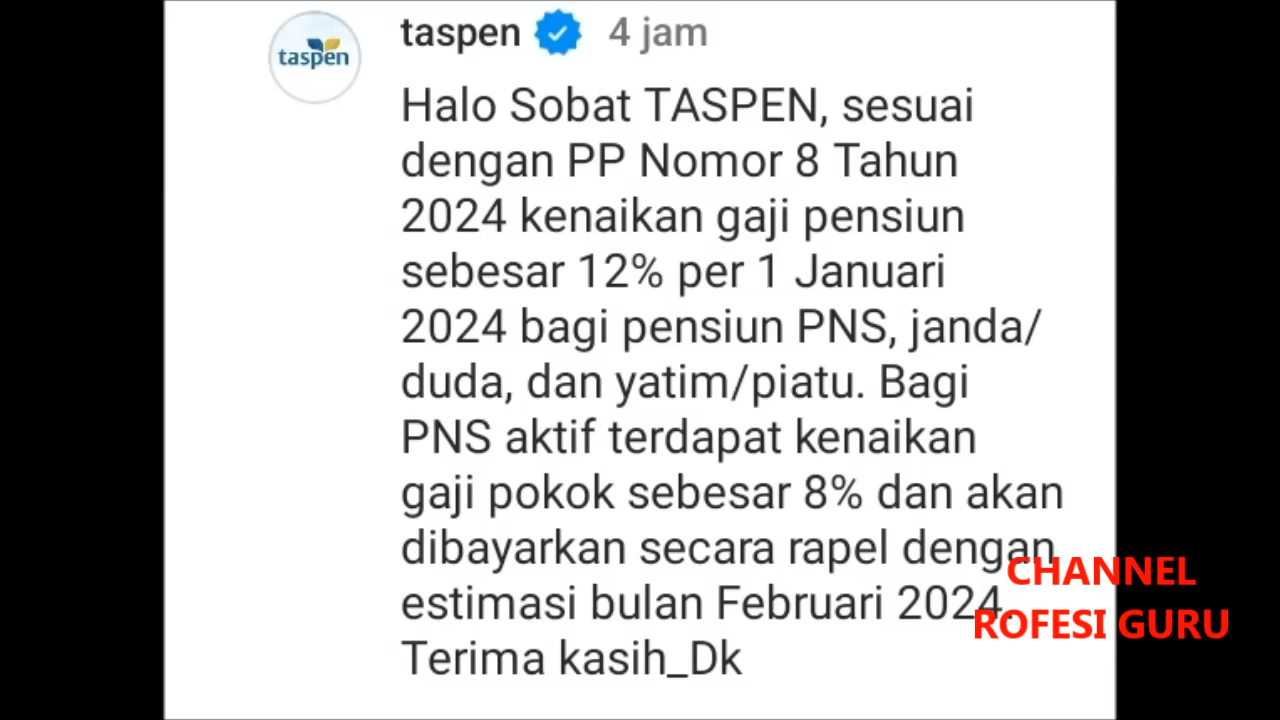 taspen
taspen 4 jam
Halo Sobat TASPEN, sesuai
dengan PP Nomor 8 Tahun
2024 kenaikan gaji pensiun
sebesar 12% per 1 Januari
2024 bagi pensiun PNS, janda/
duda, dan yatim/piatu. Bagi
PNS aktif terdapat kenaikan
gaji pokok sebesar 8% dan akan
dibayarkan secara rapel dengan
estimasi bulan Februari 2024.
Terima kasih_Dk
CHANNEL
ROFESI GURU